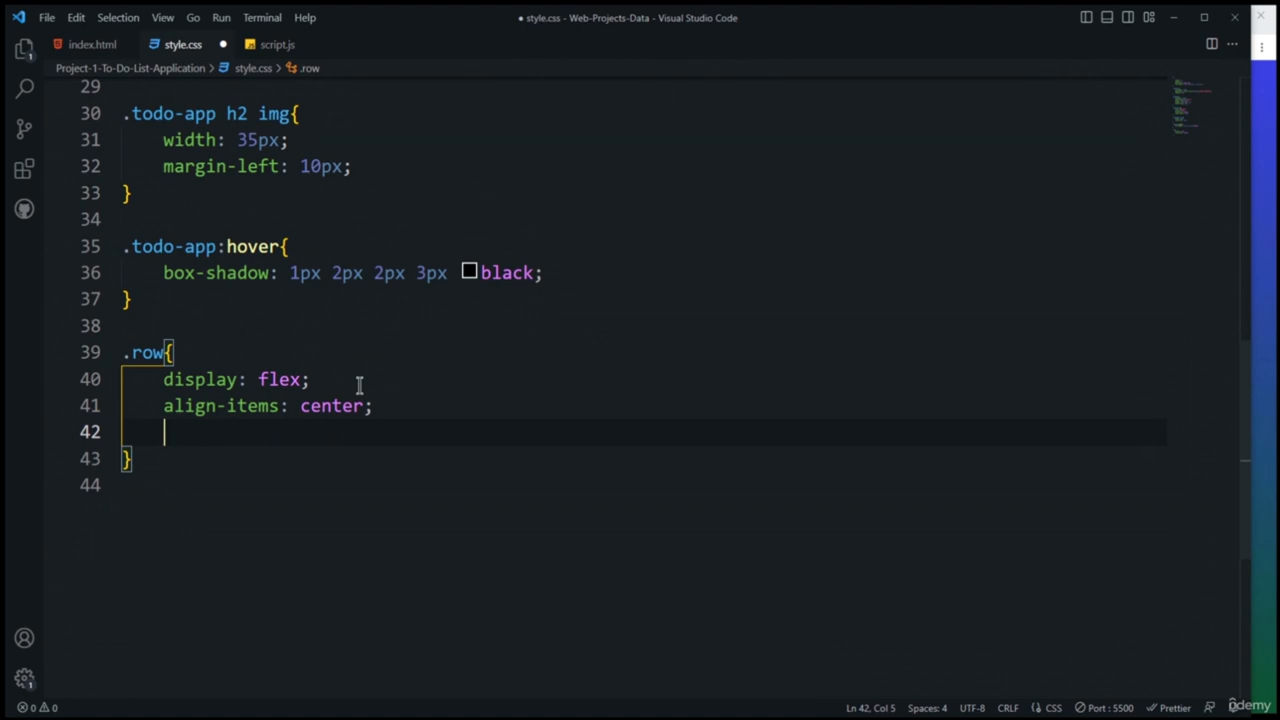 File Edit Selection View Go Run Terminal Help
● style.css - Web-Projects-Data - Visual Studio Code
index.html style.css ● script.js
Project-1-To-Do-List-Application > style.css > .row
29
30 .todo-app h2 img{
31 width: 35px;
32 margin-left: 10px;
33 }
34
35 .todo-app:hover{
36 box-shadow: 1px 2px 2px 3px black;
37 }
38
39 .row{
40 display: flex;
41 align-items: center;
42
43 }
44
1
1
0 0 Ln 42, Col 5 Spaces: 4 UTF-8 CRLF {} CSS Port : 5500 Prettier
udemy